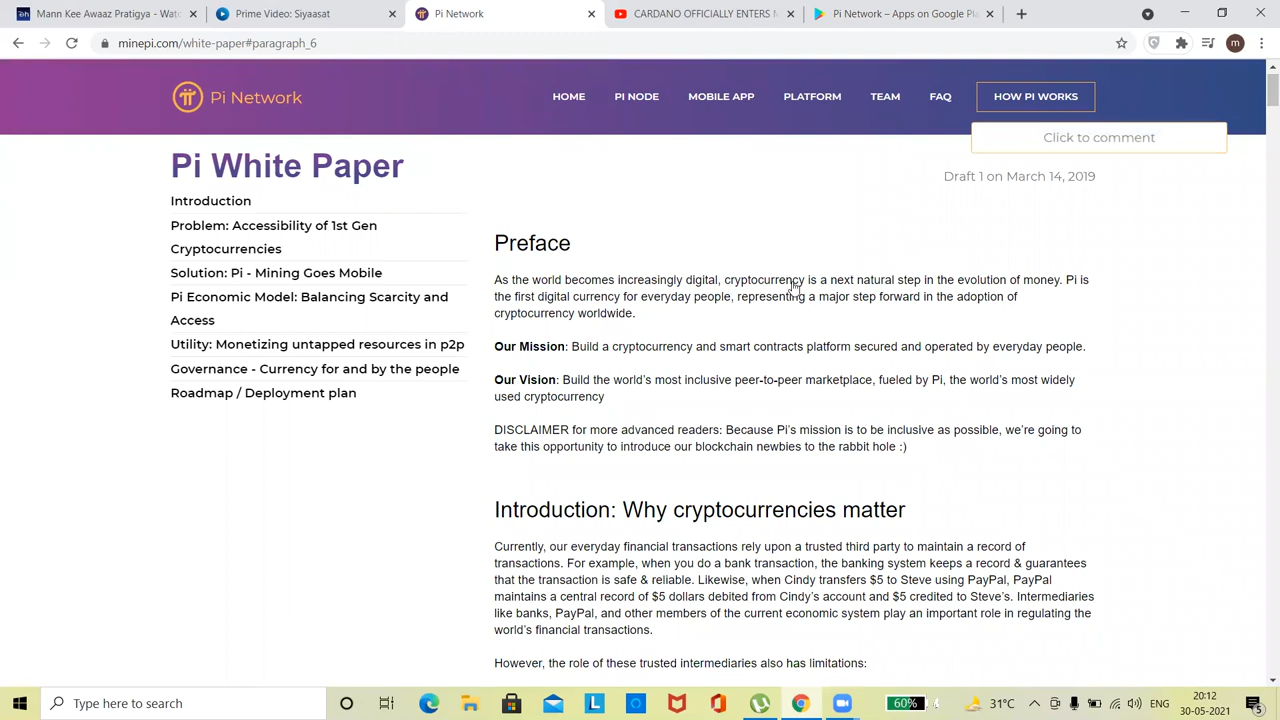 Mann Kee Awaaz Pratigya - Wat
Prime Video: Siyaasat
Pi Network
CARDANO OFFICIALLY ENTERS
Pi Network – Apps on Google Pl
minepi.com/white-paper#paragraph_6
m
Pi Network
HOME
PI NODE
MOBILE APP
PLATFORM
TEAM
FAQ
HOW PI WORKS
Click to comment
Pi White Paper
Draft 1 on March 14, 2019
Introduction
Problem: Accessibility of 1st Gen
Cryptocurrencies
Solution: Pi - Mining Goes Mobile
Pi Economic Model: Balancing Scarcity and
Access
Utility: Monetizing untapped resources in p2p
Governance - Currency for and by the people
Roadmap / Deployment plan
Preface
As the world becomes increasingly digital, cryptocurrency is a next natural step in the evolution of money. Pi is
the first digital currency for everyday people, representing a major step forward in the adoption of
cryptocurrency worldwide.
Our Mission: Build a cryptocurrency and smart contracts platform secured and operated by everyday people.
Our Vision: Build the world's most inclusive peer-to-peer marketplace, fueled by Pi, the world's most widely
used cryptocurrency
DISCLAIMER for more advanced readers: Because Pi's mission is to be inclusive as possible, we're going to
take this opportunity to introduce our blockchain newbies to the rabbit hole :)
Introduction: Why cryptocurrencies matter
Currently, our everyday financial transactions rely upon a trusted third party to maintain a record of
transactions. For example, when you do a bank transaction, the banking system keeps a record & guarantees
that the transaction is safe & reliable. Likewise, when Cindy transfers $5 to Steve using PayPal, PayPal
maintains a central record of $5 dollars debited from Cindy's account and $5 credited to Steve's. Intermediaries
like banks, PayPal, and other members of the current economic system play an important role in regulating the
world's financial transactions.
However, the role of these trusted intermediaries also has limitations:
Type here to search
60%
31°C
ENG
20:12
30-05-2021
5